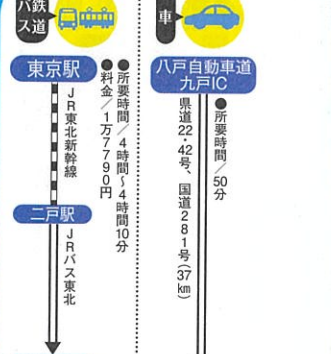 鉄道
バス
東京駅
●所要時間／4時間～4時間10分
●料金／1万7790円
JR東北新幹線
二戸駅
JRバス東北
車
八戸自動車道
九戸IC
●所要時間／50分
県道22・42号、国道281号(37km)